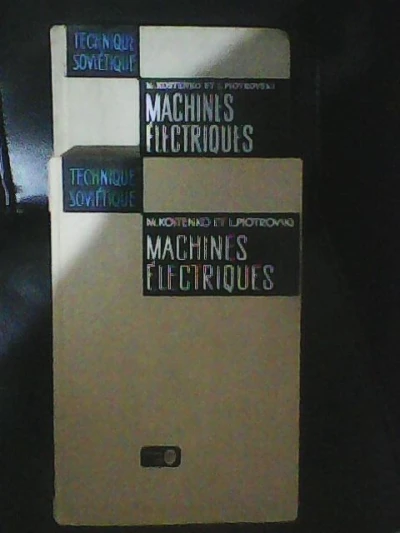 TECHNIQUE
SOVIÉTIQUE
M. KOSTENKO ET L. PIOTROVSKI
MACHINES
ÉLECTRIQUES
TECHNIQUE
SOVIÉTIQUE
M. KOSTENKO ET L. PIOTROVSKI
MACHINES
ÉLECTRIQUES